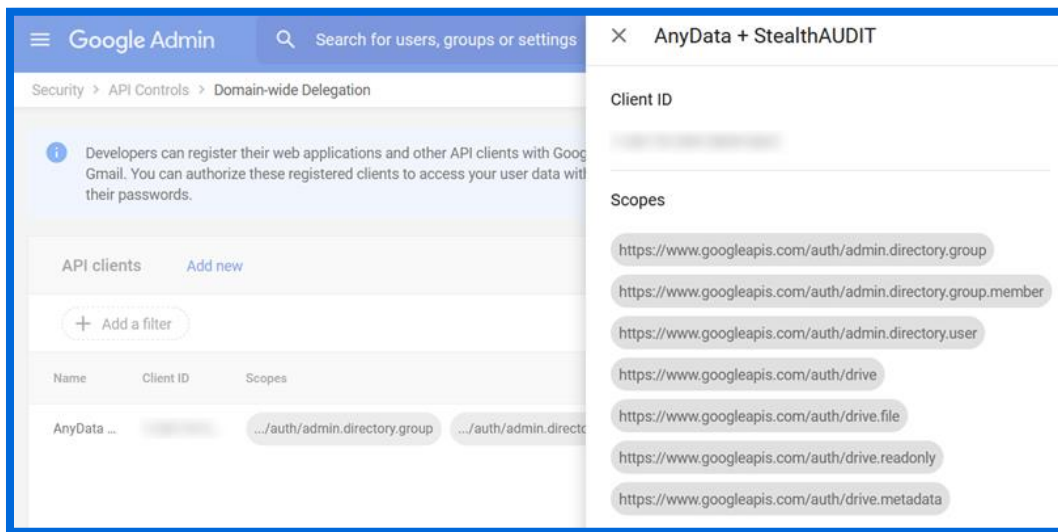 Google Admin
Search for users, groups or settings
Security > API Controls > Domain-wide Delegation
Developers can register their web applications and other API clients with Goog
Gmail. You can authorize these registered clients to access your user data wit
their passwords.
API clients Add new
+ Add a filter
Name Client ID Scopes
AnyData ... .../auth/admin.directory.group .../auth/admin.directo
× AnyData + StealthAUDIT
Client ID
Scopes
https://www.googleapis.com/auth/admin.directory.group
https://www.googleapis.com/auth/admin.directory.group.member
https://www.googleapis.com/auth/admin.directory.user
https://www.googleapis.com/auth/drive
https://www.googleapis.com/auth/drive.file
https://www.googleapis.com/auth/drive.readonly
https://www.googleapis.com/auth/drive.metadata